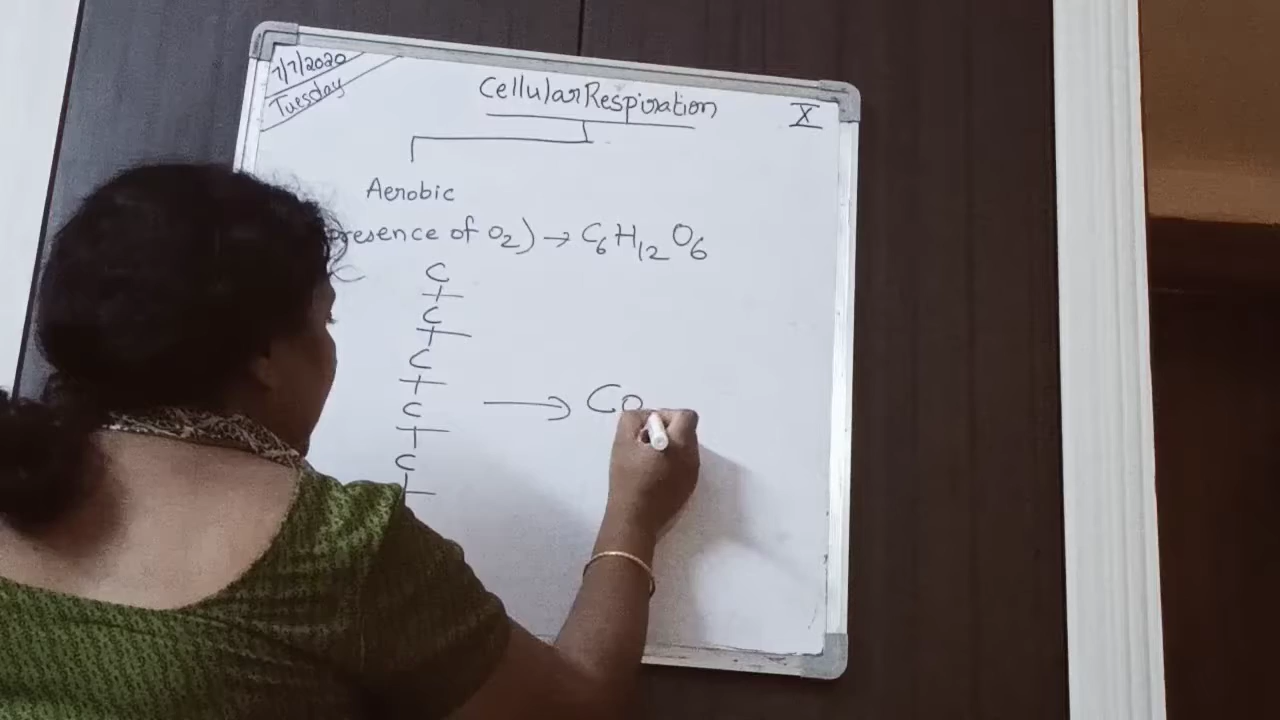 7/7/2020
Tuesday
Cellular Respiration
X
Aerobic
presence of O₂) → C₆H₁₂O₆
C
C
C
C → CO
C